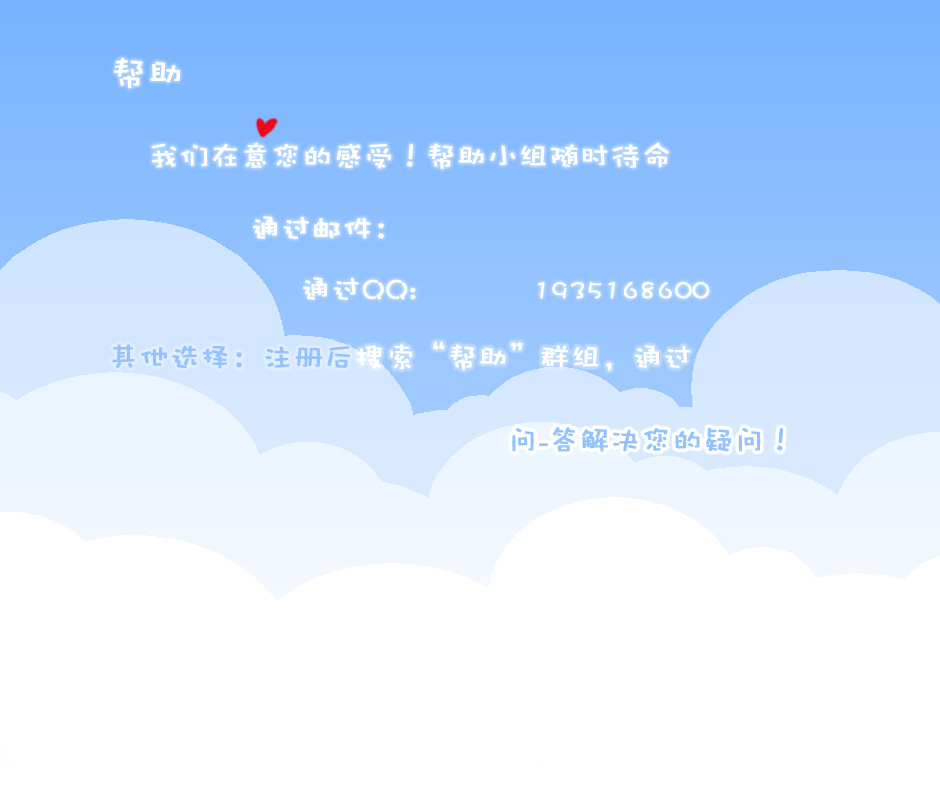 帮助
我们在意您的感受！帮助小组随时待命
通过邮件：
通过QQ： 1935168600
其他选择：注册后搜索“帮助”群组，通过
问-答解决您的疑问！